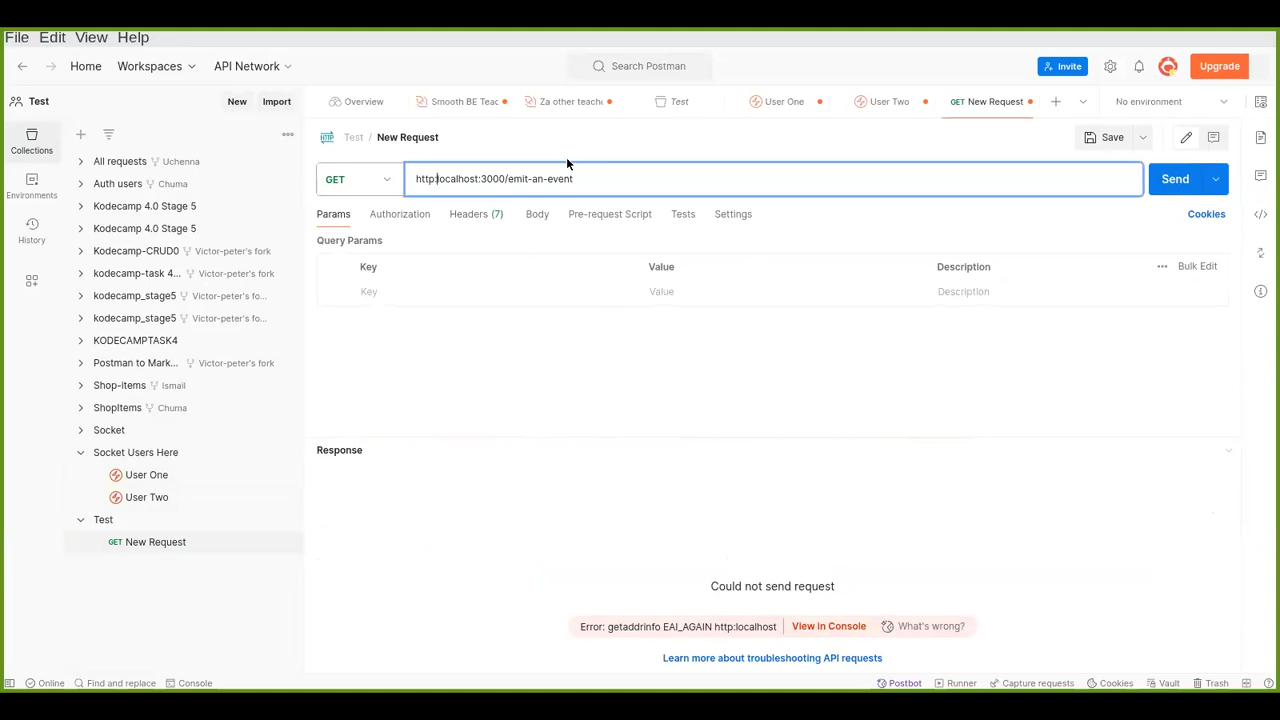 File Edit View Help
Home Workspaces API Network Search Postman Invite Upgrade
Test New Import Overview Smooth BE Teac Za other teache Test User One User Two GET New Request No environment
Collections
Environments
History
All requests Uchenna
Auth users Chuma
Kodecamp 4.0 Stage 5
Kodecamp 4.0 Stage 5
Kodecamp-CRUD0 Victor-peter's fork
kodecamp-task 4... Victor-peter's fork
kodecamp_stage5 Victor-peter's fo...
kodecamp_stage5 Victor-peter's fo...
KODECAMPTASK4
Postman to Mark... Victor-peter's fork
Shop-items Ismail
ShopItems Chuma
Socket
Socket Users Here
User One
User Two
Test
GET New Request
HTTP Test / New Request Save
GET http:localhost:3000/emit-an-event Send
Params Authorization Headers (7) Body Pre-request Script Tests Settings Cookies
Query Params
Key Value Description Bulk Edit
Key Value Description
Response
Could not send request
Error: getaddrinfo EAI_AGAIN http:localhost View in Console What's wrong?
Learn more about troubleshooting API requests
Online Find and replace Console Postbot Runner Capture requests Cookies Vault Trash